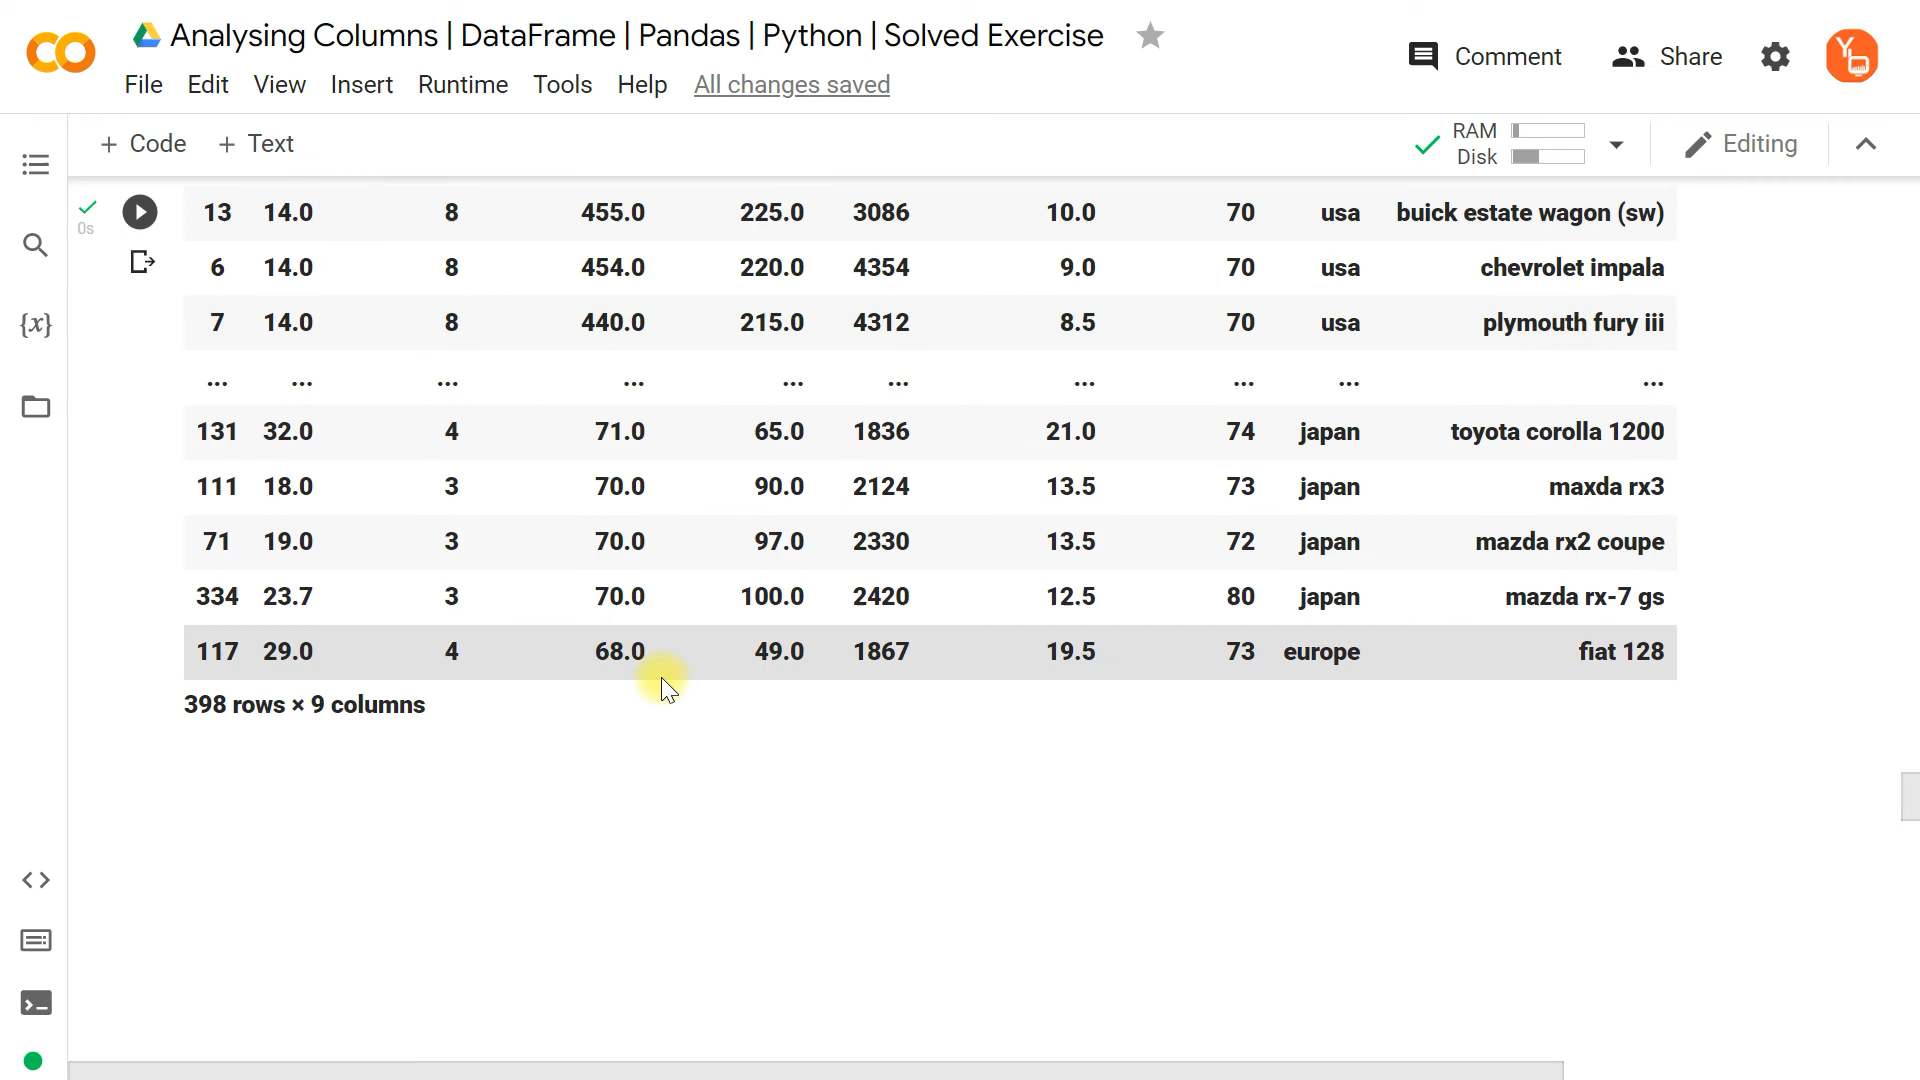 Analysing Columns | DataFrame | Pandas | Python | Solved Exercise
Comment
Share
File Edit View Insert Runtime Tools Help All changes saved
+ Code + Text
RAM
Disk
Editing
0s
{x}
13 14.0 8 455.0 225.0 3086 10.0 70 usa buick estate wagon (sw)
6 14.0 8 454.0 220.0 4354 9.0 70 usa chevrolet impala
7 14.0 8 440.0 215.0 4312 8.5 70 usa plymouth fury iii
... ... ... ... ... ... ... ... ... ...
131 32.0 4 71.0 65.0 1836 21.0 74 japan toyota corolla 1200
111 18.0 3 70.0 90.0 2124 13.5 73 japan maxda rx3
71 19.0 3 70.0 97.0 2330 13.5 72 japan mazda rx2 coupe
334 23.7 3 70.0 100.0 2420 12.5 80 japan mazda rx-7 gs
117 29.0 4 68.0 49.0 1867 19.5 73 europe fiat 128
398 rows × 9 columns